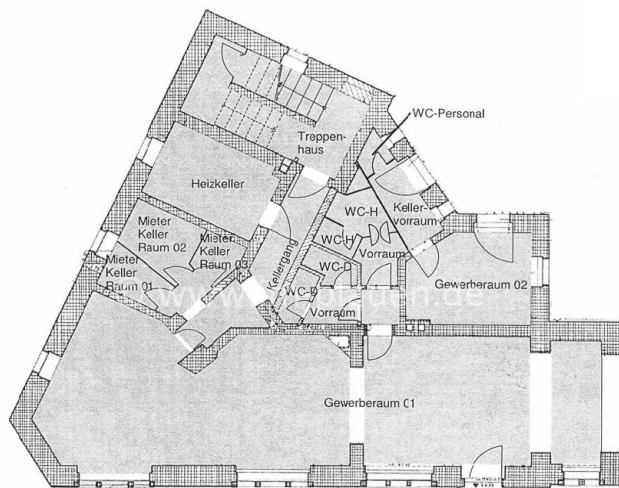 WC-Personal
Treppen-
haus
Heizkeller
Keller-
vorraum
WC-H
Mieter
Keller
Raum 02
Mieter
Keller
Raum 03
WC-H
Vorraum
Kellergang
Mieter
Keller
Raum 01
WC-D
Gewerberaum 02
WC-D
Vorraum
Gewerberaum 01